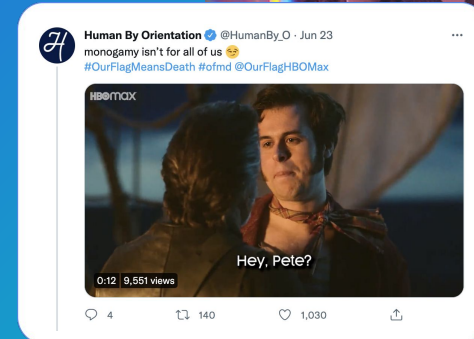 Human By Orientation @HumanBy_O · Jun 23
monogamy isn't for all of us 😏
#OurFlagMeansDeath #ofmd @OurFlagHBOMax
HBOMAX
Hey, Pete?
0:12 9,551 views
4 140 1,030